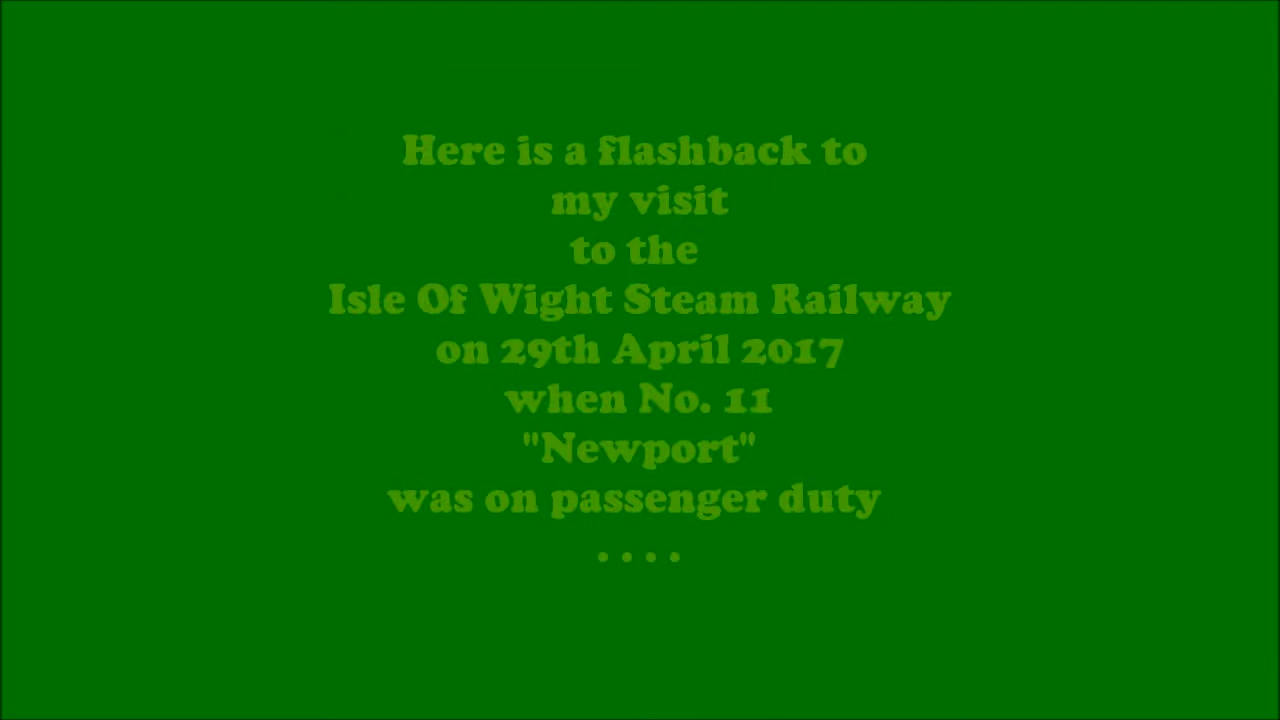 Here is a flashback to
my visit
to the
Isle Of Wight Steam Railway
on 29th April 2017
when No. 11
"Newport"
was on passenger duty
. . . .